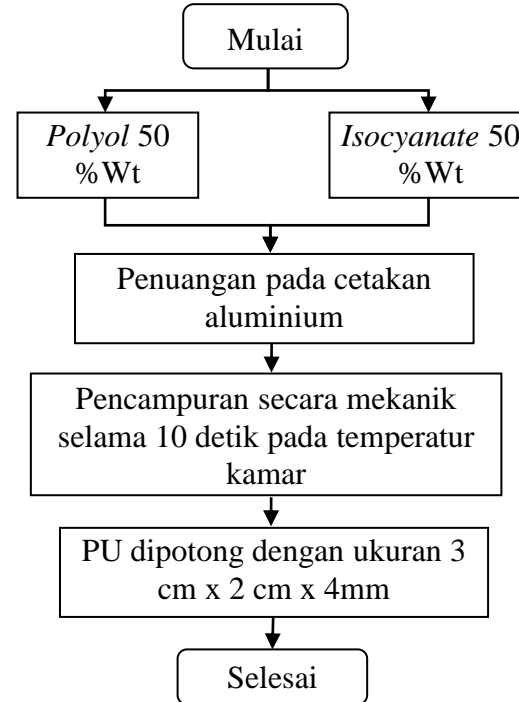 Mulai
Polyol 50
%Wt
Isocyanate 50
%Wt
Penuangan pada cetakan
aluminium
Pencampuran secara mekanik
selama 10 detik pada temperatur
kamar
PU dipotong dengan ukuran 3
cm x 2 cm x 4mm
Selesai